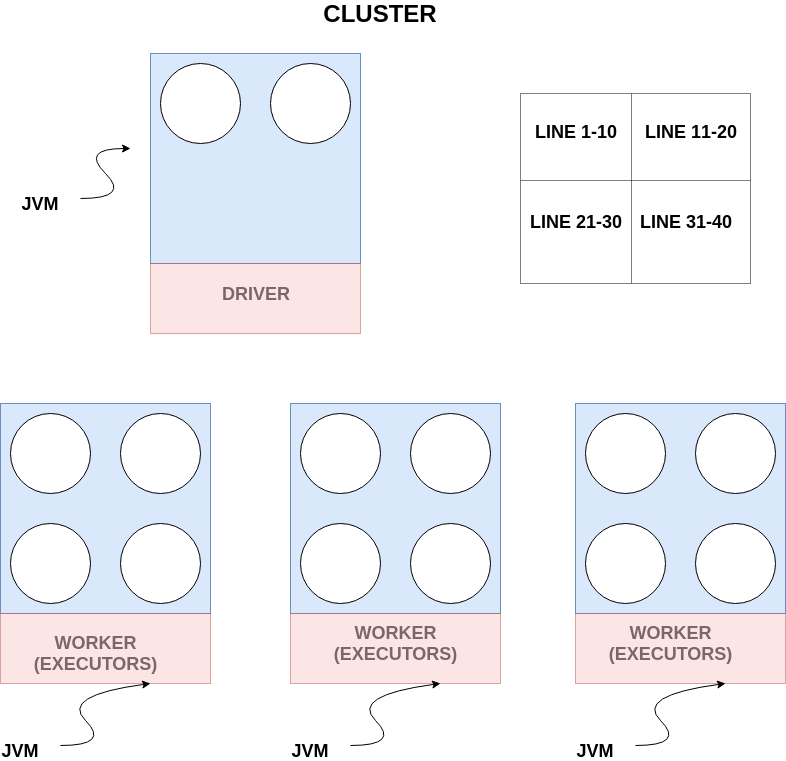 CLUSTER
LINE 1-10
LINE 11-20
JVM
LINE 21-30
LINE 31-40
DRIVER
WORKER
(EXECUTORS)
WORKER
(EXECUTORS)
WORKER
(EXECUTORS)
JVM
JVM
JVM